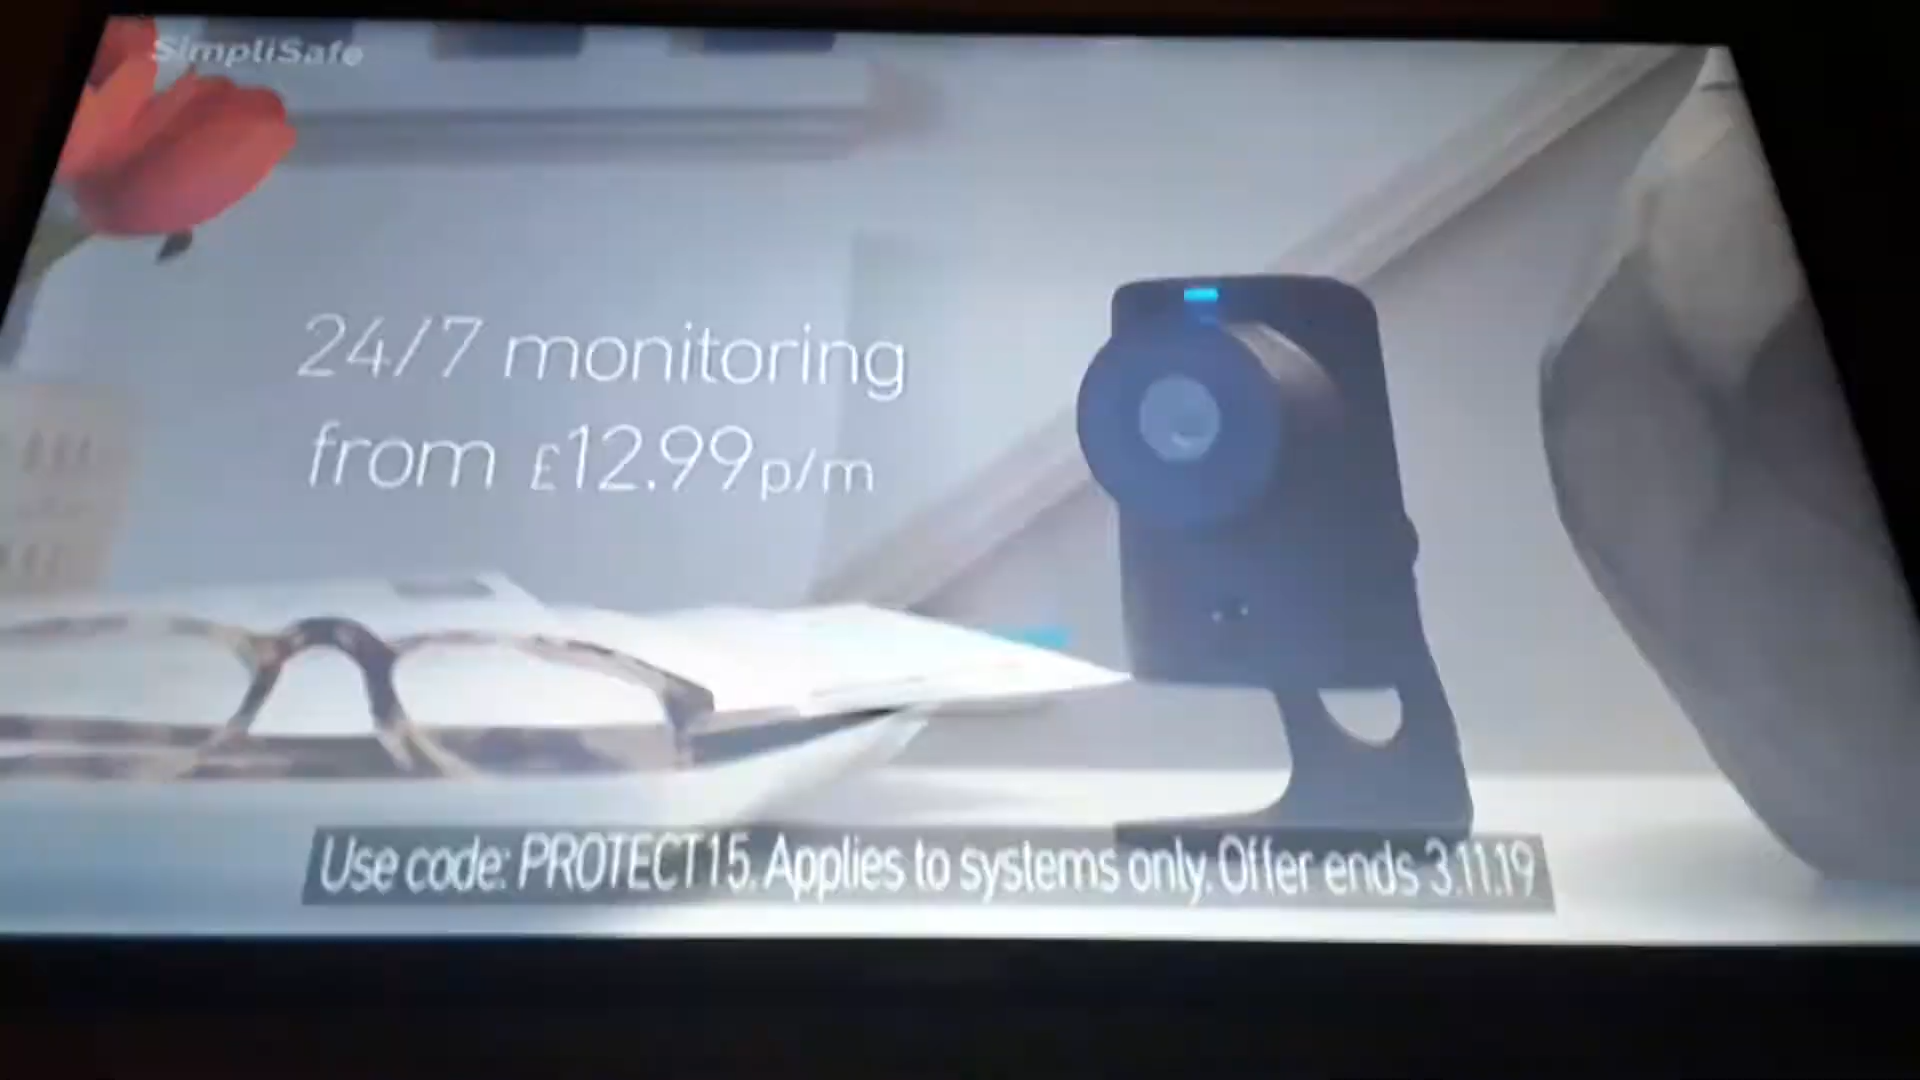 SimpliSafe
24/7 monitoring
from £12.99p/m
Use code: PROTECT15. Applies to systems only. Offer ends 3.11.19